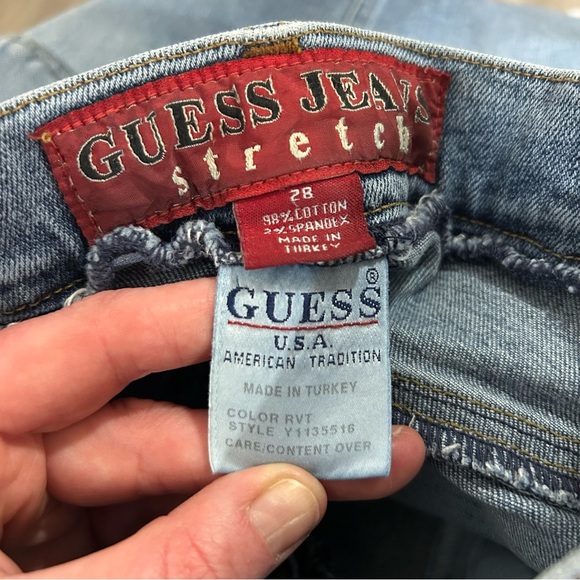 GUESS JEANS
stretch
28
98% COTTON
2% SPANDEX
MADE IN
TURKEY
GUESS®
U.S.A.
AMERICAN TRADITION
MADE IN TURKEY
COLOR RVT
STYLE Y1135516
CARE/CONTENT OVER